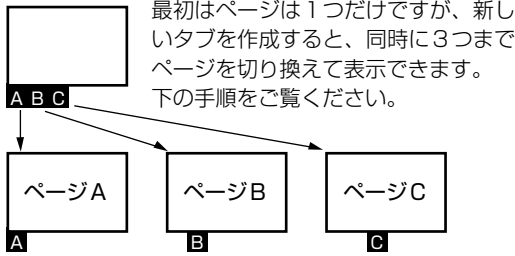 最初はページは1つだけですが、新し
いタブを作成すると、同時に3つまで
ページを切り換えて表示できます。
下の手順をご覧ください。
A B C
ページA
ページB
ページC
A
B
C